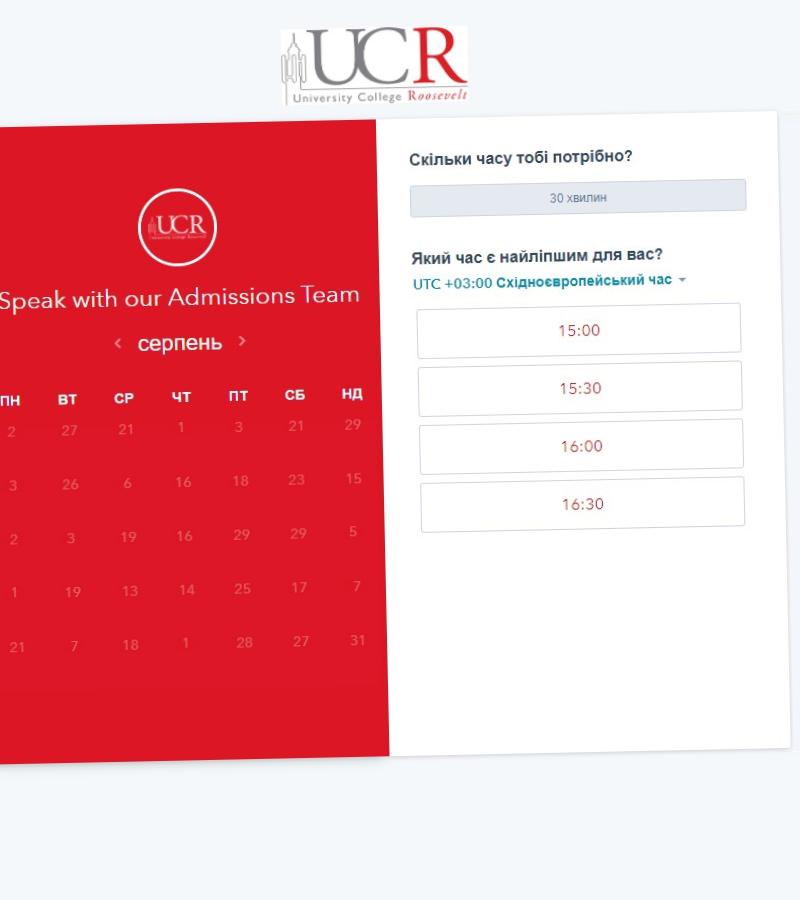 UCR
University College Roosevelt
UCR
Speak with our Admissions Team
серпень
ПН ВТ СР ЧТ ПТ СБ НД
2 27 21 1 3 21 29
3 26 6 16 18 23 15
2 3 19 16 29 29 5
1 19 13 14 25 17 7
21 7 18 1 28 27 31
Скільки часу тобі потрібно?
30 хвилин
Який час є найліпшим для вас?
UTC +03:00 Східноєвропейський час
15:00
15:30
16:00
16:30